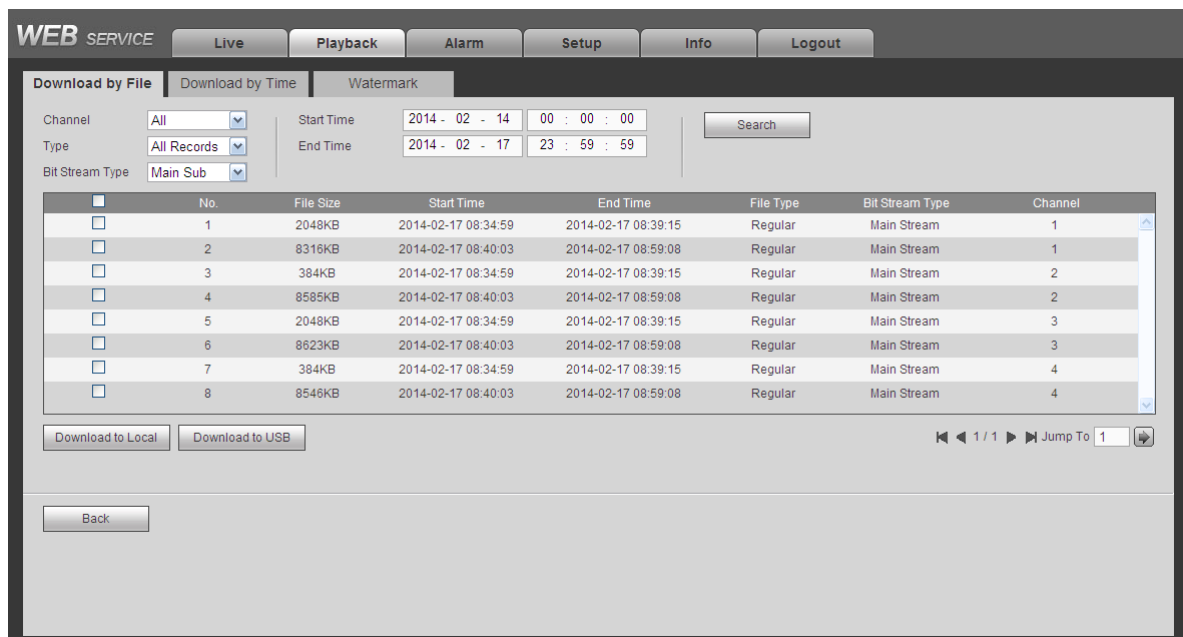 WEB SERVICE Live Playback Alarm Setup Info Logout
Download by File Download by Time Watermark
Channel All Start Time 2014 - 02 - 14 00 : 00 : 00 Search
Type All Records End Time 2014 - 02 - 17 23 : 59 : 59
Bit Stream Type Main Sub
No. File Size Start Time End Time File Type Bit Stream Type Channel
1 2048KB 2014-02-17 08:34:59 2014-02-17 08:39:15 Regular Main Stream 1
2 8316KB 2014-02-17 08:40:03 2014-02-17 08:59:08 Regular Main Stream 1
3 384KB 2014-02-17 08:34:59 2014-02-17 08:39:15 Regular Main Stream 2
4 8585KB 2014-02-17 08:40:03 2014-02-17 08:59:08 Regular Main Stream 2
5 2048KB 2014-02-17 08:34:59 2014-02-17 08:39:15 Regular Main Stream 3
6 8623KB 2014-02-17 08:40:03 2014-02-17 08:59:08 Regular Main Stream 3
7 384KB 2014-02-17 08:34:59 2014-02-17 08:39:15 Regular Main Stream 4
8 8546KB 2014-02-17 08:40:03 2014-02-17 08:59:08 Regular Main Stream 4
Download to Local Download to USB 1 / 1 Jump To 1
Back